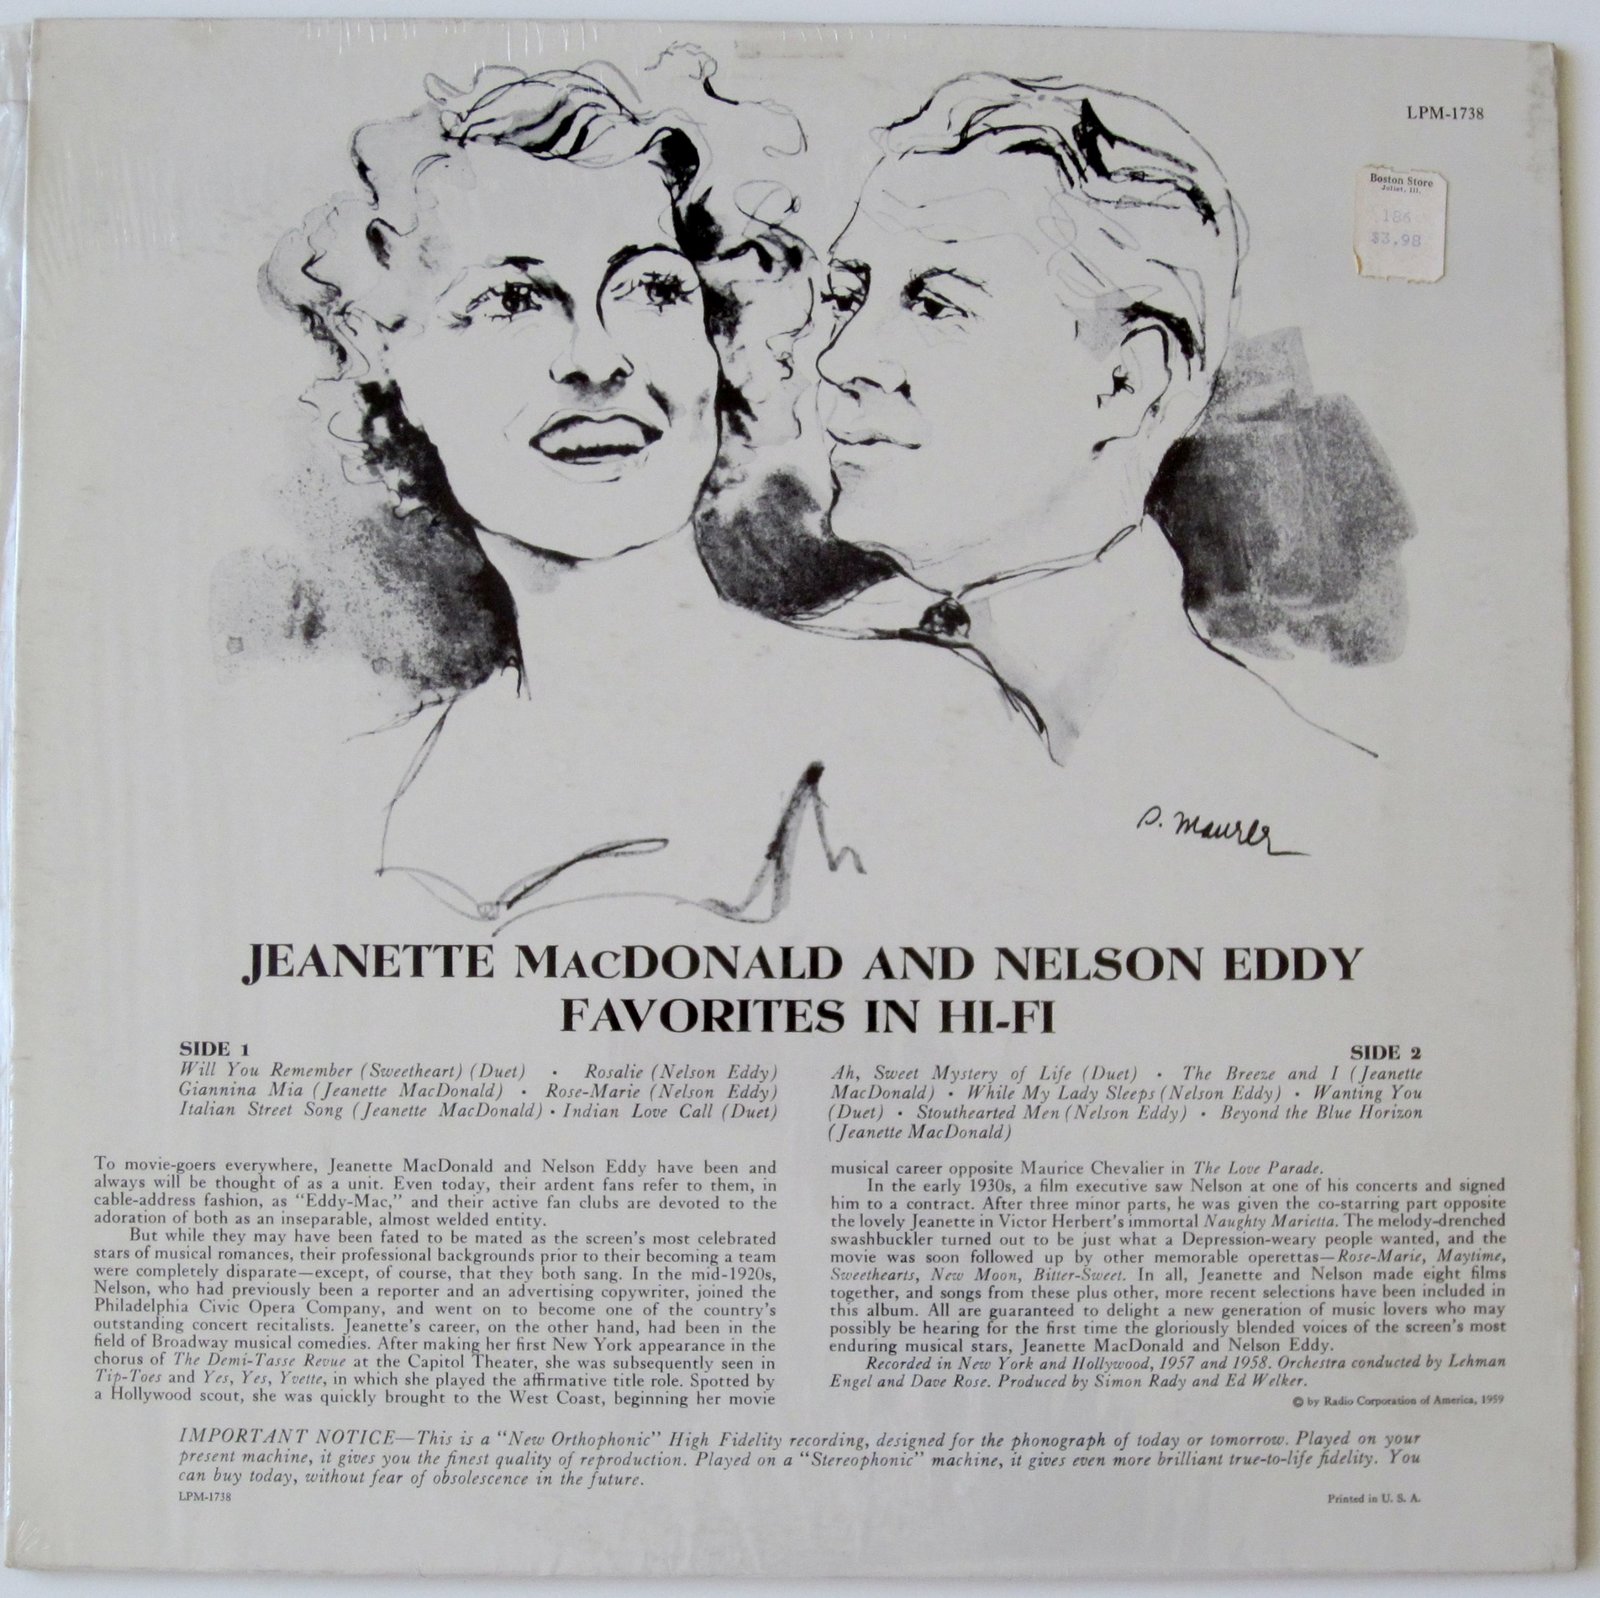 LPM-1738
Boston Store
Joliet, Ill.
186
$3.98
S. Maurer
JEANETTE MACDONALD AND NELSON EDDY
FAVORITES IN HI-FI
SIDE 1
Will You Remember (Sweetheart) (Duet) • Rosalie (Nelson Eddy)
Giannina Mia (Jeanette MacDonald) • Rose-Marie (Nelson Eddy)
Italian Street Song (Jeanette MacDonald) • Indian Love Call (Duet)
SIDE 2
Ah, Sweet Mystery of Life (Duet) • The Breeze and I (Jeanette
MacDonald) • While My Lady Sleeps (Nelson Eddy) • Wanting You
(Duet) • Stouthearted Men (Nelson Eddy) • Beyond the Blue Horizon
(Jeanette MacDonald)
To movie-goers everywhere, Jeanette MacDonald and Nelson Eddy have been and
always will be thought of as a unit. Even today, their ardent fans refer to them, in
cable-address fashion, as “Eddy-Mac,” and their active fan clubs are devoted to the
adoration of both as an inseparable, almost welded entity.
But while they may have been fated to be mated as the screen’s most celebrated
stars of musical romances, their professional backgrounds prior to their becoming a team
were completely disparate—except, of course, that they both sang. In the mid-1920s,
Nelson, who had previously been a reporter and an advertising copywriter, joined the
Philadelphia Civic Opera Company, and went on to become one of the country’s
outstanding concert recitalists. Jeanette’s career, on the other hand, had been in the
field of Broadway musical comedies. After making her first New York appearance in the
chorus of The Demi-Tasse Revue at the Capitol Theater, she was subsequently seen in
Tip-Toes and Yes, Yes, Yvette, in which she played the affirmative title role. Spotted by
a Hollywood scout, she was quickly brought to the West Coast, beginning her movie
musical career opposite Maurice Chevalier in The Love Parade.
In the early 1930s, a film executive saw Nelson at one of his concerts and signed
him to a contract. After three minor parts, he was given the co-starring part opposite
the lovely Jeanette in Victor Herbert’s immortal Naughty Marietta. The melody-drenched
swashbuckler turned out to be just what a Depression-weary people wanted, and the
movie was soon followed up by other memorable operettas—Rose-Marie, Maytime,
Sweethearts, New Moon, Bitter-Sweet. In all, Jeanette and Nelson made eight films
together, and songs from these plus other, more recent selections have been included in
this album. All are guaranteed to delight a new generation of music lovers who may
possibly be hearing for the first time the gloriously blended voices of the screen’s most
enduring musical stars, Jeanette MacDonald and Nelson Eddy.
Recorded in New York and Hollywood, 1957 and 1958. Orchestra conducted by Lehman
Engel and Dave Rose. Produced by Simon Rady and Ed Welker.
© by Radio Corporation of America, 1959
IMPORTANT NOTICE—This is a “New Orthophonic” High Fidelity recording, designed for the phonograph of today or tomorrow. Played on your
present machine, it gives you the finest quality of reproduction. Played on a “Stereophonic” machine, it gives even more brilliant true-to-life fidelity. You
can buy today, without fear of obsolescence in the future.
LPM-1738
Printed in U. S. A.